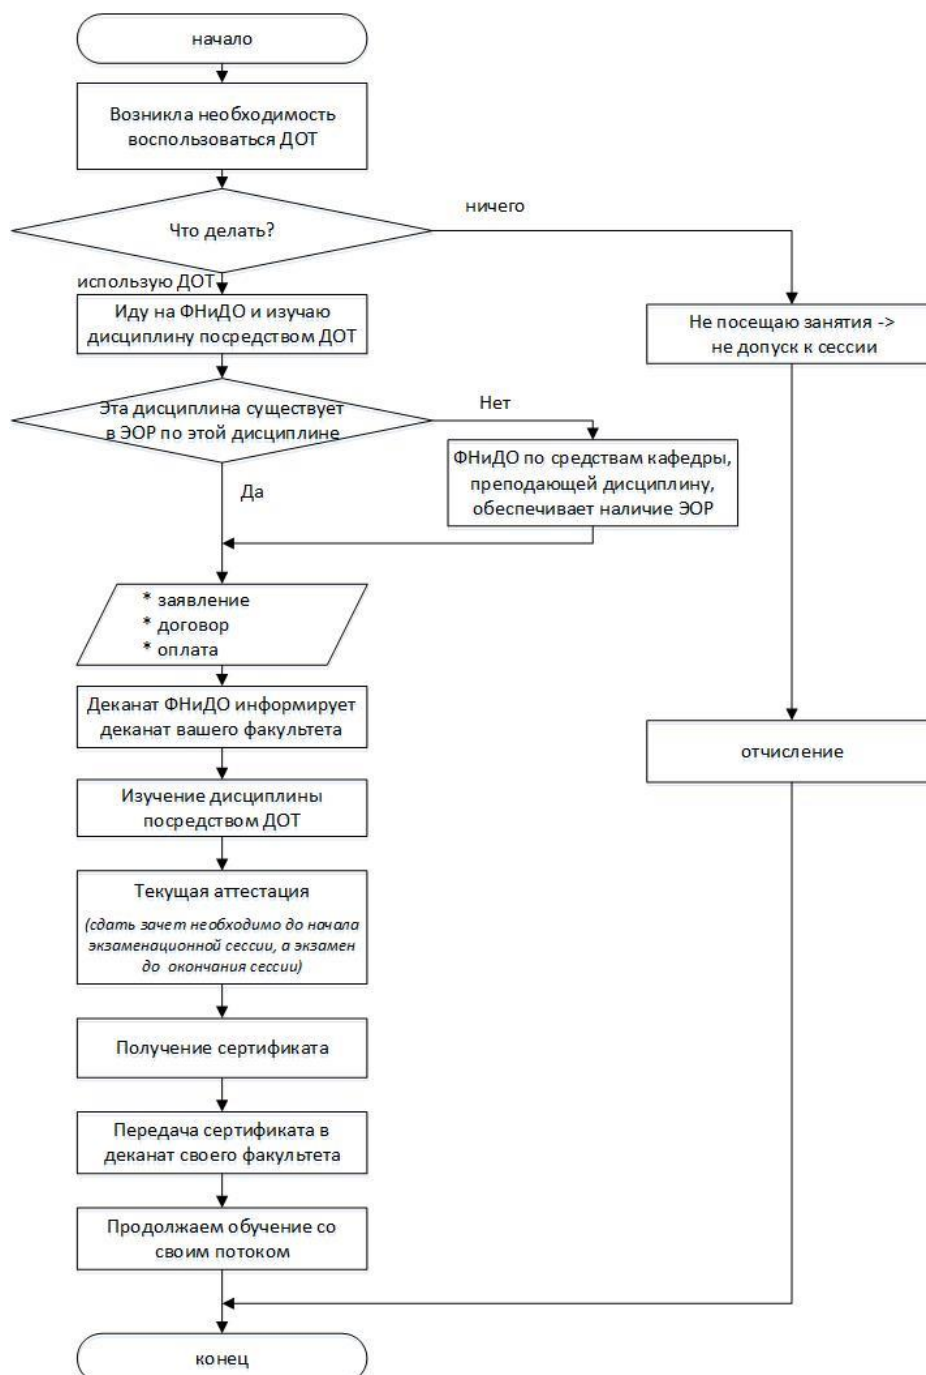 начало
Возникла необходимость
воспользоваться ДОТ
Что делать?
ничего
использую ДОТ
Иду на ФНиДО и изучаю
дисциплину посредством ДОТ
Не посещаю занятия ->
не допуск к сессии
Эта дисциплина существует
в ЭОР по этой дисциплине
Нет
ФНиДО по средствам кафедры,
преподающей дисциплину,
обеспечивает наличие ЭОР
Да
* заявление
* договор
* оплата
Деканат ФНиДО информирует
деканат вашего факультета
отчисление
Изучение дисциплины
посредством ДОТ
Текущая аттестация
(сдать зачет необходимо до начала
экзаменационной сессии, а экзамен
до окончания сессии)
Получение сертификата
Передача сертификата в
деканат своего факультета
Продолжаем обучение со
своим потоком
конец